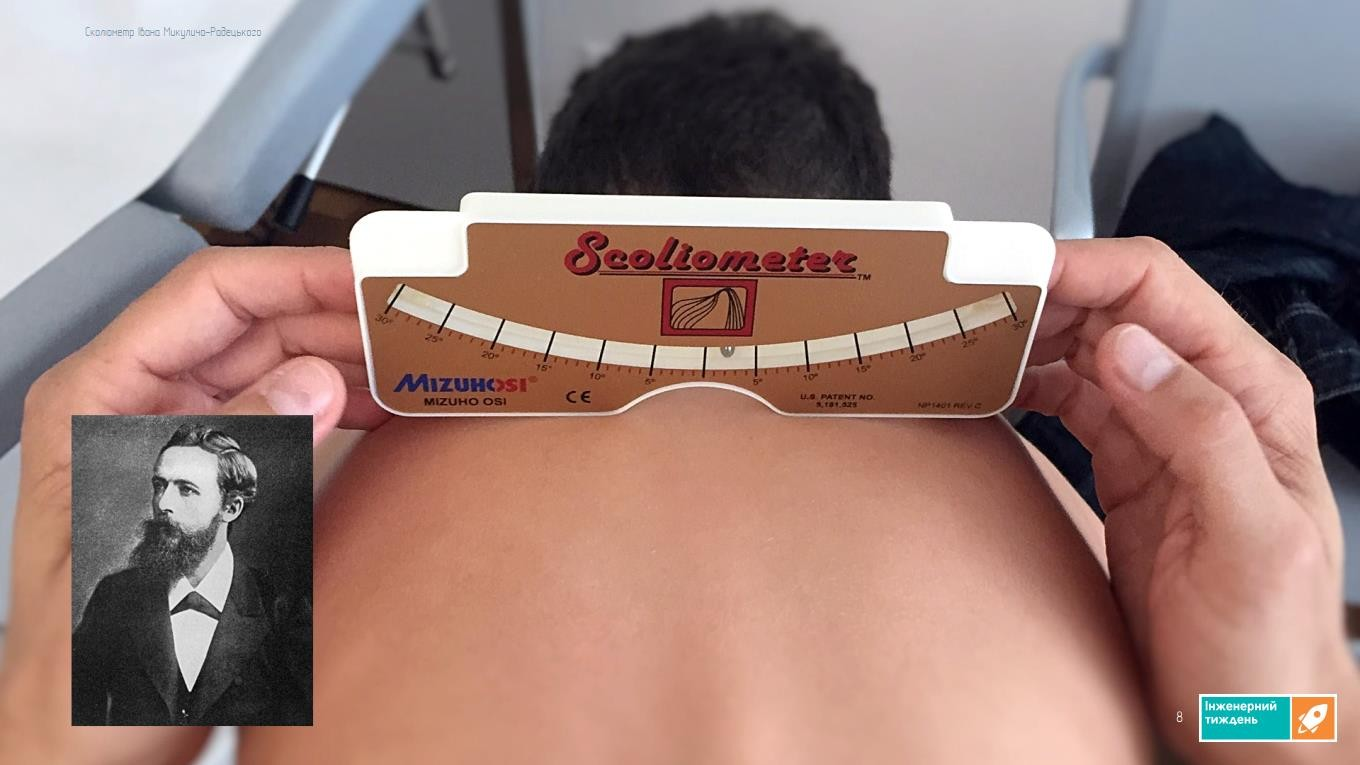 Сколіометр Івана Микулича-Радецького
Scoliometer™
30° 25° 20° 15° 10° 5° 5° 10° 15° 20° 25° 30°
MIZUHOSI®
MIZUHO OSI
CE
U.S. PATENT NO.
5,181,525
NP1401 REV C
8
Інженерний
тиждень